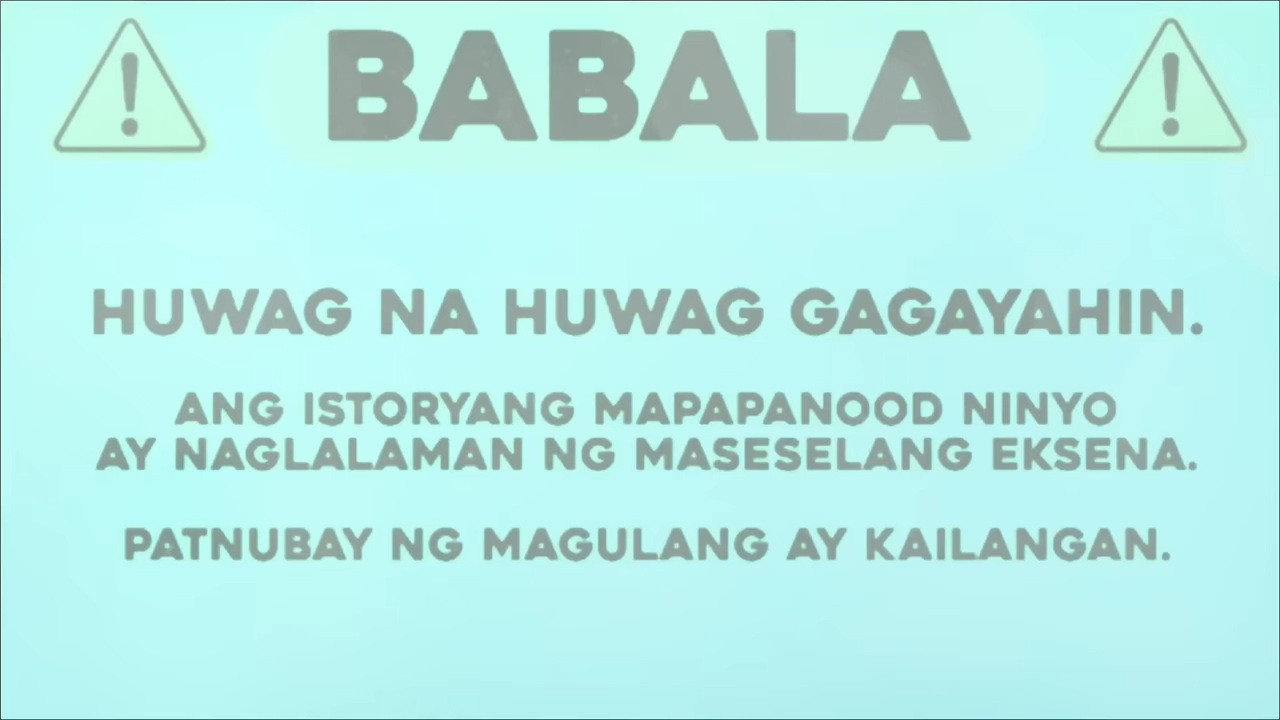 BABALA
HUWAG NA HUWAG GAGAYAHIN.
ANG ISTORYANG MAPAPANOOD NINYO
AY NAGLALAMAN NG MASESELANG EKSENA.
PATNUBAY NG MAGULANG AY KAILANGAN.